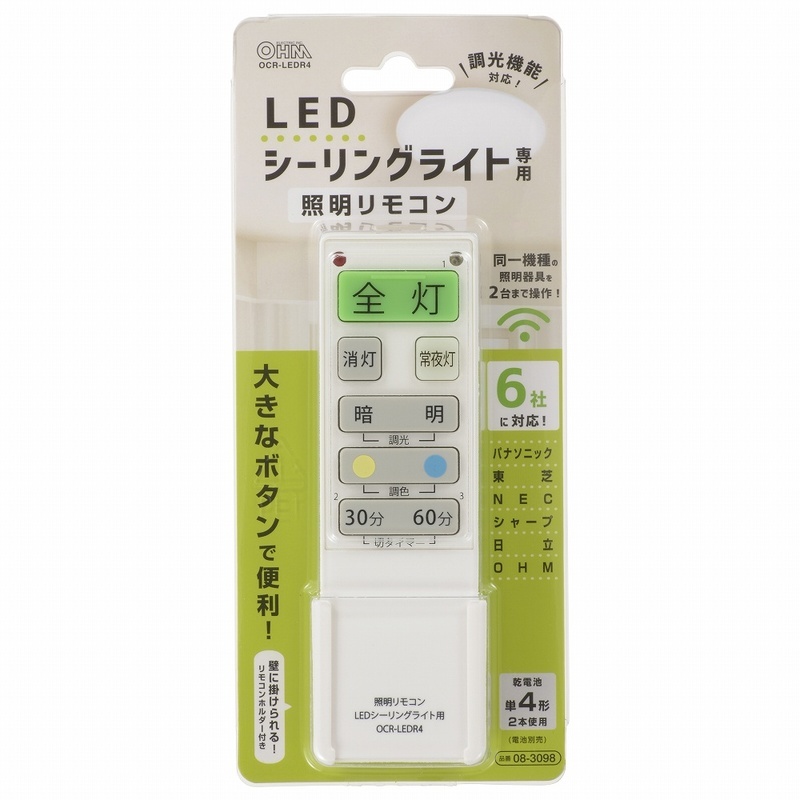 ELECTRIC INC.
OHM
OCR-LEDR4
調光機能
対応！
LED
シーリングライト専用
照明リモコン
同一機種の
照明器具を
2台まで操作！
1
全 灯
消灯
常夜灯
暗 明
調光
調色
2 3
30分 60分
切タイマー
6社
に対応！
パナソニック
東芝
NEC
シャープ
日立
OHM
大きなボタンで便利！
壁に掛けられる！
リモコンホルダー付き
照明リモコン
LEDシーリングライト用
OCR-LEDR4
乾電池
単4形
2本使用
(電池別売)
品番 08-3098